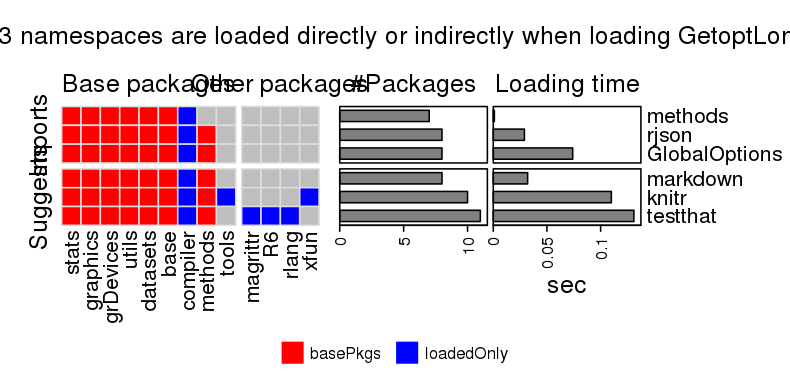 3 namespaces are loaded directly or indirectly when loading GetoptLon
Base packages
Other packages
#Packages
Loading time
Imports
Suggests
methods
rjson
GlobalOptions
markdown
knitr
testthat
stats
graphics
grDevices
utils
datasets
base
compiler
methods
tools
magrittr
R6
rlang
xfun
0
5
10
0
0.05
0.1
sec
basePkgs
loadedOnly